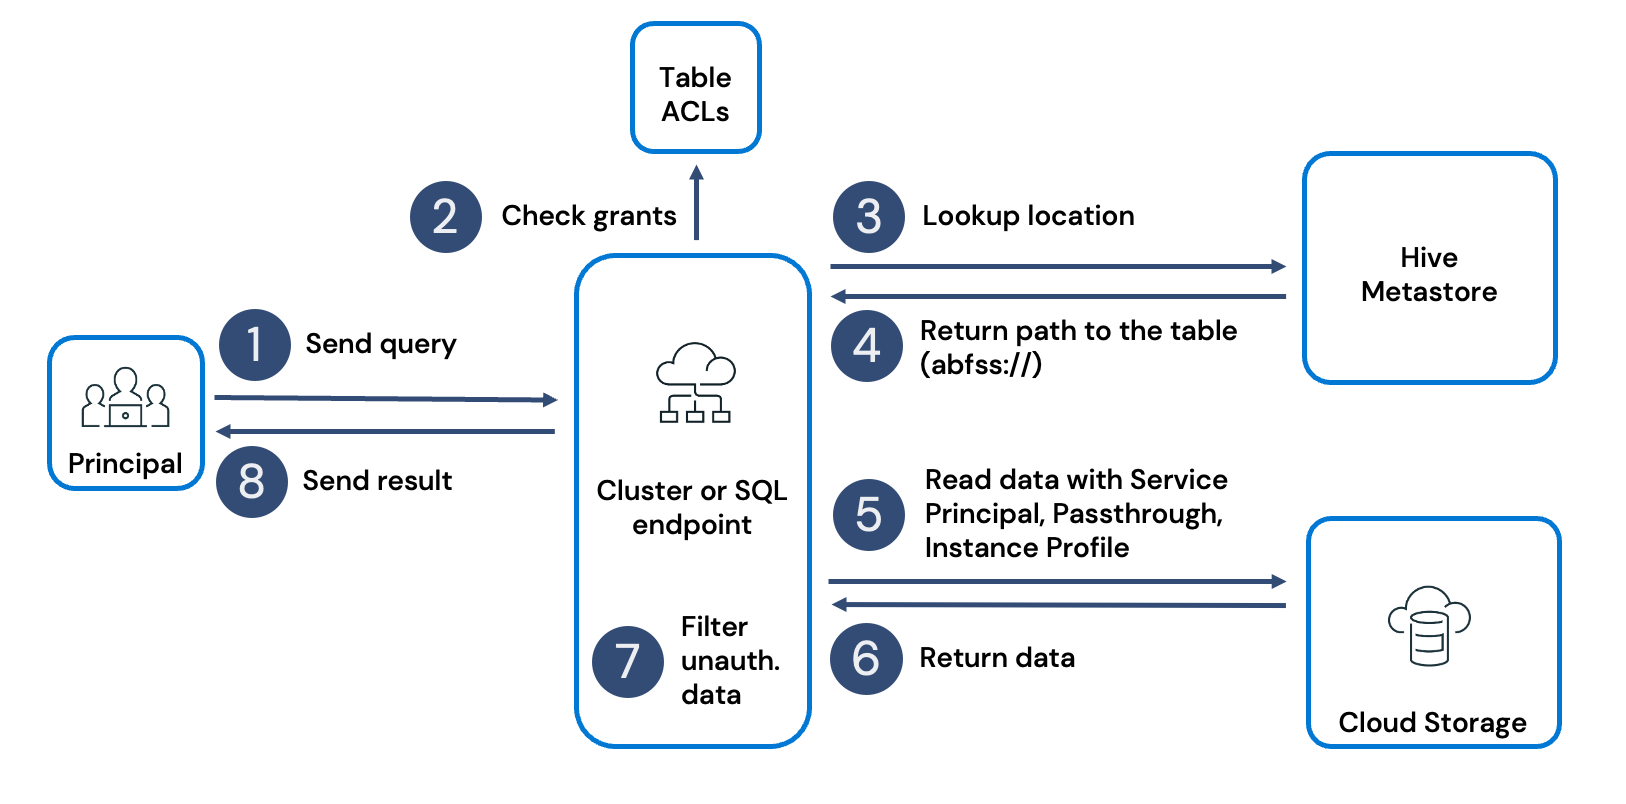 Table
ACLs
2
Check grants
3
Lookup location
Hive
Metastore
1
Send query
4
Return path to the table
(abfss://)
Principal
8
Send result
Cluster or SQL
endpoint
5
Read data with Service
Principal, Passthrough,
Instance Profile
7
Filter
unauth.
data
6
Return data
Cloud Storage